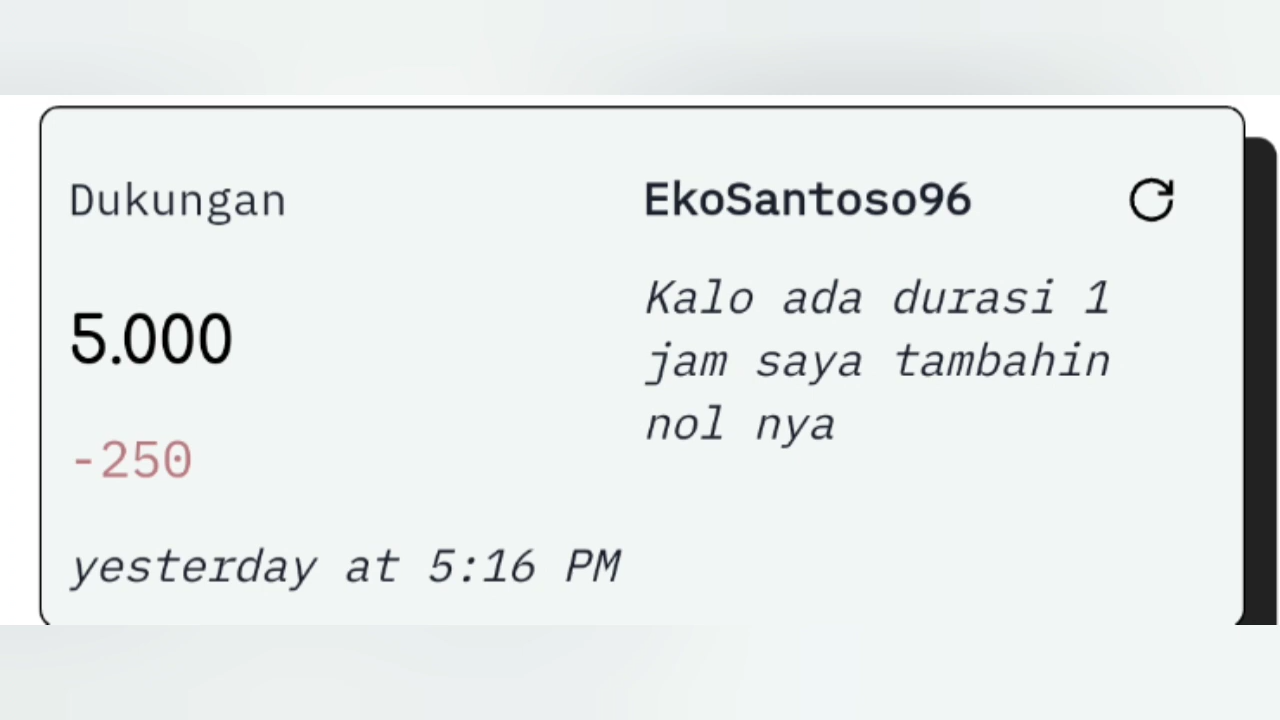 Dukungan
5.000
-250
yesterday at 5:16 PM
EkoSantoso96
Kalo ada durasi 1
jam saya tambahin
nol nya